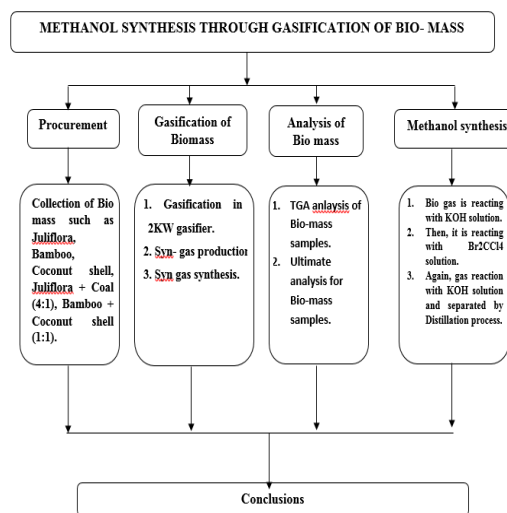 METHANOL SYNTHESIS THROUGH GASIFICATION OF BIO- MASS
Procurement
Gasification of
Biomass
Analysis of
Bio mass
Methanol synthesis
Collection of Bio
mass such as
Juliflora,
Bamboo,
Coconut shell,
Juliflora + Coal
(4:1), Bamboo +
Coconut shell
(1:1).
1. Gasification in
2KW gasifier.
2. Syn- gas production
3. Syn gas synthesis.
1. TGA anlaysis of
Bio-mass
samples.
2. Ultimate
analysis for
Bio-mass
samples.
1. Bio gas is reacting
with KOH solution.
2. Then, it is reacting
with Br2CCl4
solution.
3. Again, gas reaction
with KOH solution
and separated by
Distillation process.
Conclusions